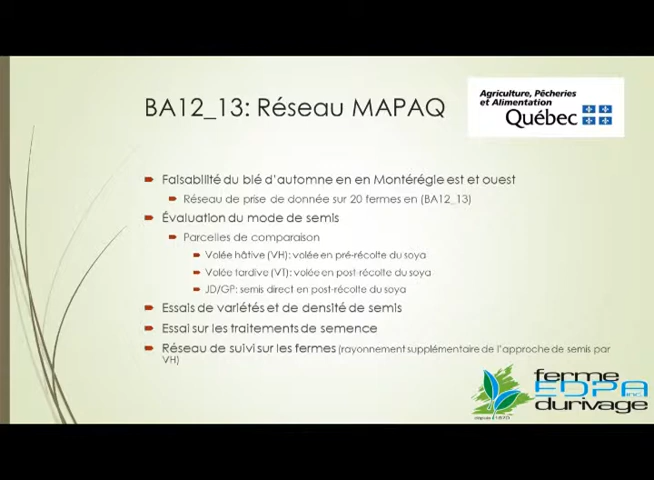 BA12_13: Réseau MAPAQ
Agriculture, Pêcheries
et Alimentation
Québec
Faisabilité du blé d'automne en en Montérégie est et ouest
Réseau de prise de donnée sur 20 fermes en (BA12_13)
Évaluation du mode de semis
Parcelles de comparaison
Volée hâtive (VH): volée en pré-récolte du soya
Volée tardive (VT): volée en post-récolte du soya
JD/GP: semis direct en post-récolte du soya
Essais de variétés et de densité de semis
Essai sur les traitements de semence
Réseau de suivi sur les fermes (rayonnement supplémentaire de l'approche de semis par
VH)
ferme
EDPA inc.
durivage